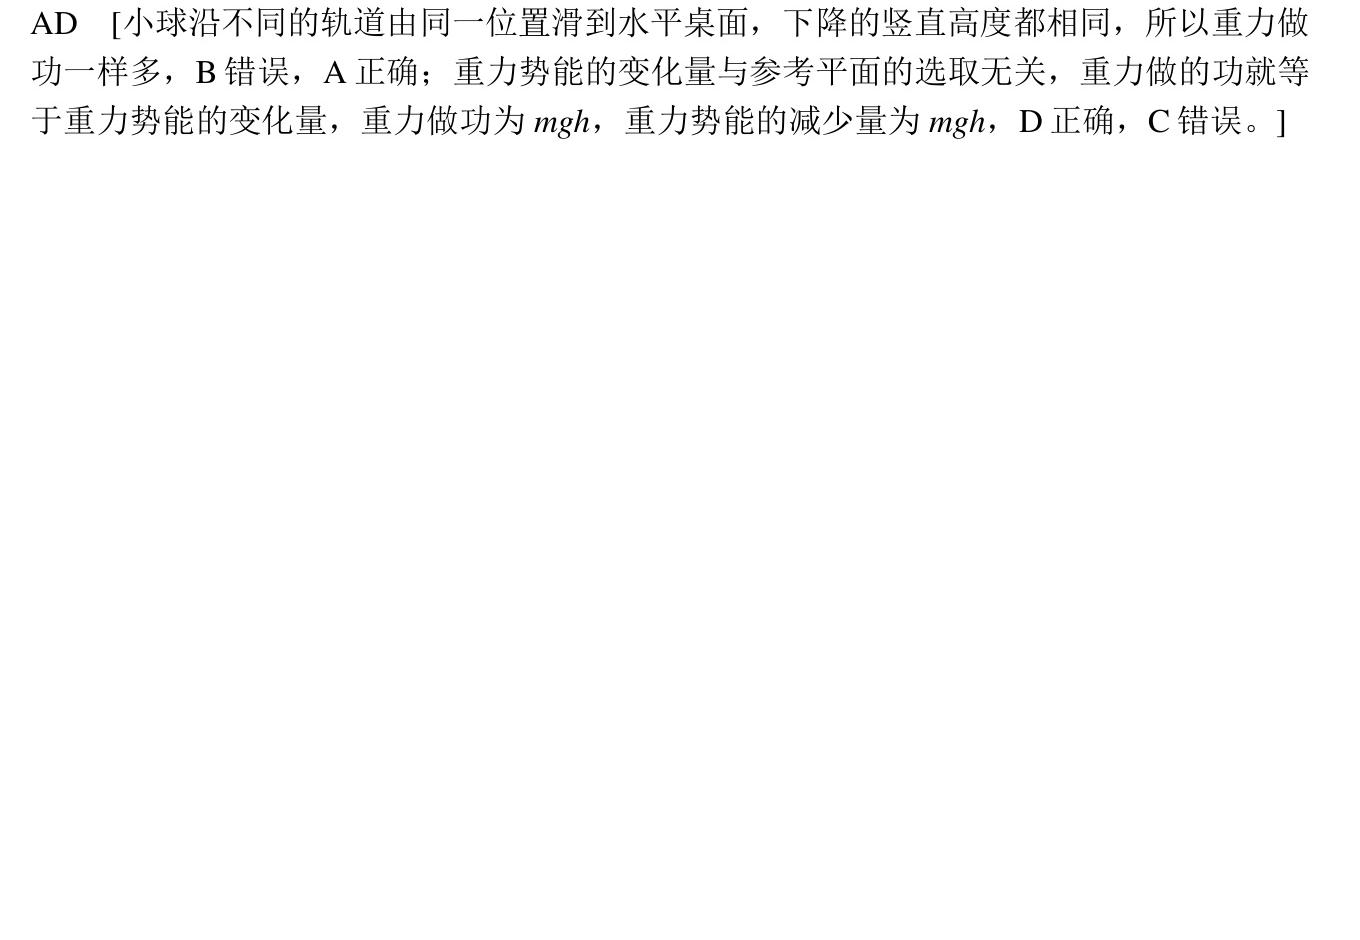 AD　[小球沿不同的轨道由同一位置滑到水平桌面，下降的竖直高度都相同，所以重力做
功一样多，B 错误，A 正确；重力势能的变化量与参考平面的选取无关，重力做的功就等
于重力势能的变化量，重力做功为 mgh，重力势能的减少量为 mgh，D 正确，C 错误。]